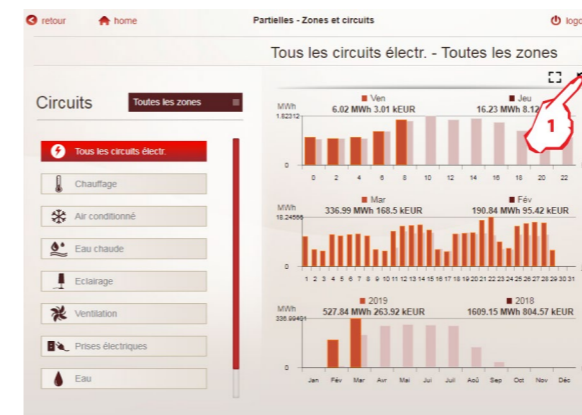 retour home Partielles - Zones et circuits logo
Tous les circuits électr. - Toutes les zones
Circuits Toutes les zones
Tous les circuits électr.
Chauffage
Air conditionné
Eau chaude
Eclairage
Ventilation
Prises électriques
Eau
MWh Ven Jeu
1.82312 6.02 MWh 3.01 kEUR 16.23 MWh 8.12
1
0
0 2 4 6 8 10 12 14 16 18 20 22
MWh Mar Fév
336.99 MWh 168.5 kEUR 190.84 MWh 95.42 kEUR
0
1 2 3 4 5 6 7 8 9 10 11 12 13 14 15 16 17 18 19 20 21 22 23 24 25 26 27 28 29 30 31
MWh 2019 2018
527.84 MWh 263.92 kEUR 1609.15 MWh 804.57 kEUR
0
Jan Fév Mar Avr Mai Jui Juil Aoû Sep Oct Nov Déc